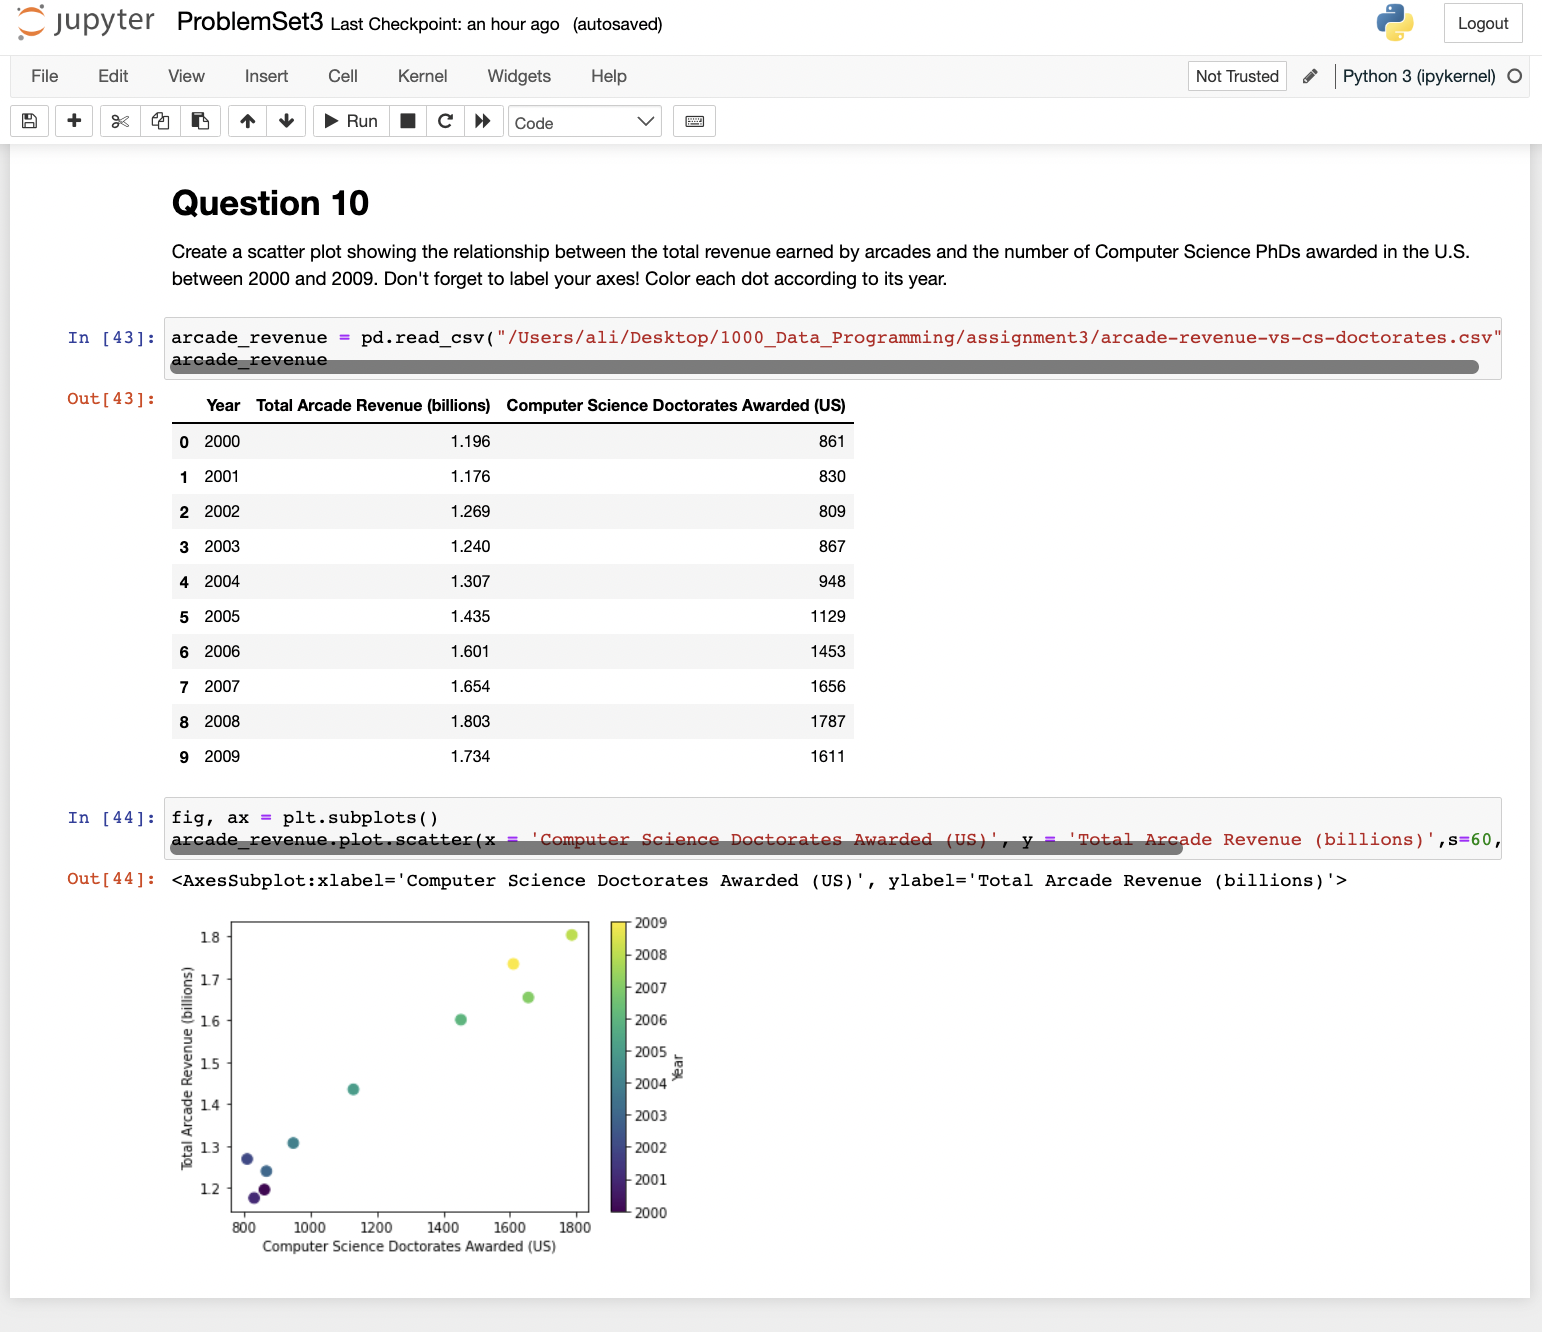 jupyter ProblemSet3 Last Checkpoint: an hour ago (autosaved)
Logout
File Edit View Insert Cell Kernel Widgets Help
Not Trusted Python 3 (ipykernel)
Run Code
Question 10
Create a scatter plot showing the relationship between the total revenue earned by arcades and the number of Computer Science PhDs awarded in the U.S.
between 2000 and 2009. Don't forget to label your axes! Color each dot according to its year.
In [43]: arcade_revenue = pd.read_csv("/Users/ali/Desktop/1000_Data_Programming/assignment3/arcade-revenue-vs-cs-doctorates.csv"
arcade_revenue
Out[43]:
Year Total Arcade Revenue (billions) Computer Science Doctorates Awarded (US)
0 2000 1.196 861
1 2001 1.176 830
2 2002 1.269 809
3 2003 1.240 867
4 2004 1.307 948
5 2005 1.435 1129
6 2006 1.601 1453
7 2007 1.654 1656
8 2008 1.803 1787
9 2009 1.734 1611
In [44]: fig, ax = plt.subplots()
arcade_revenue.plot.scatter(x = 'Computer Science Doctorates Awarded (US)', y = 'Total Arcade Revenue (billions)',s=60,
Out[44]: <AxesSubplot:xlabel='Computer Science Doctorates Awarded (US)', ylabel='Total Arcade Revenue (billions)'>
Total Arcade Revenue (billions)
1.8
1.7
1.6
1.5
1.4
1.3
1.2
800 1000 1200 1400 1600 1800
Computer Science Doctorates Awarded (US)
2009
2008
2007
2006
2005
2004
2003
2002
2001
2000
Year